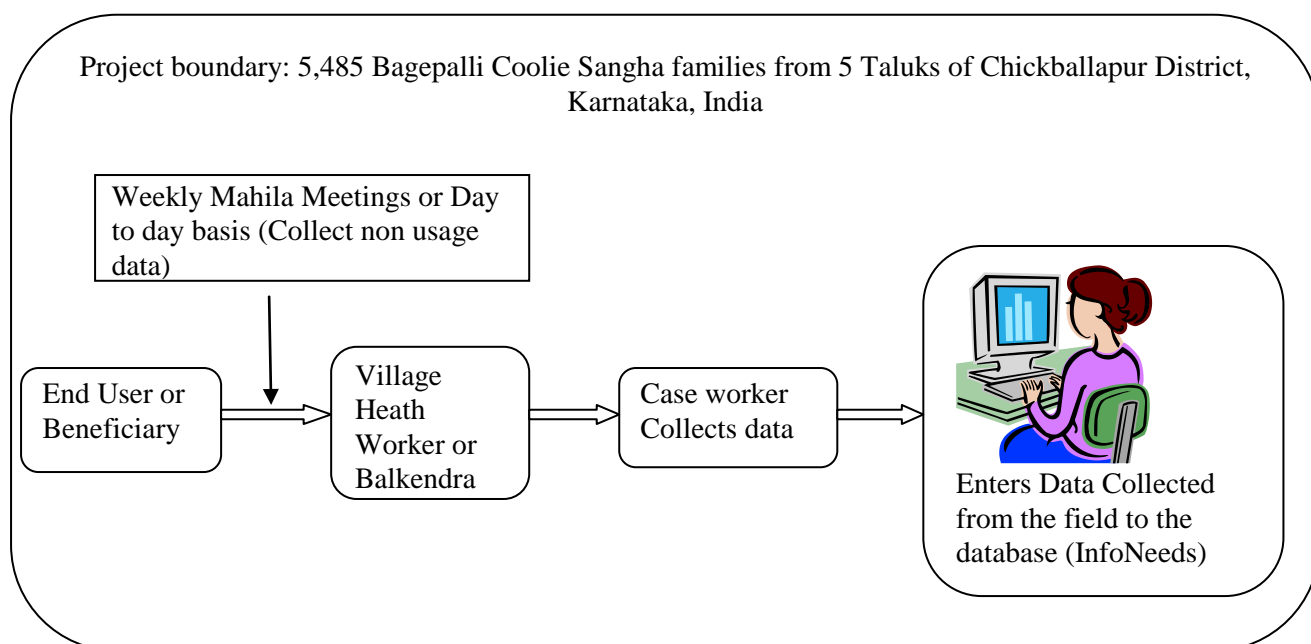 Project boundary: 5,485 Bagepalli Coolie Sangha families from 5 Taluks of Chickballapur District,
Karnataka, India
Weekly Mahila Meetings or Day
to day basis (Collect non usage
data)
End User or
Beneficiary
Village
Heath
Worker or
Balkendra
Case worker
Collects data
Enters Data Collected
from the field to the
database (InfoNeeds)